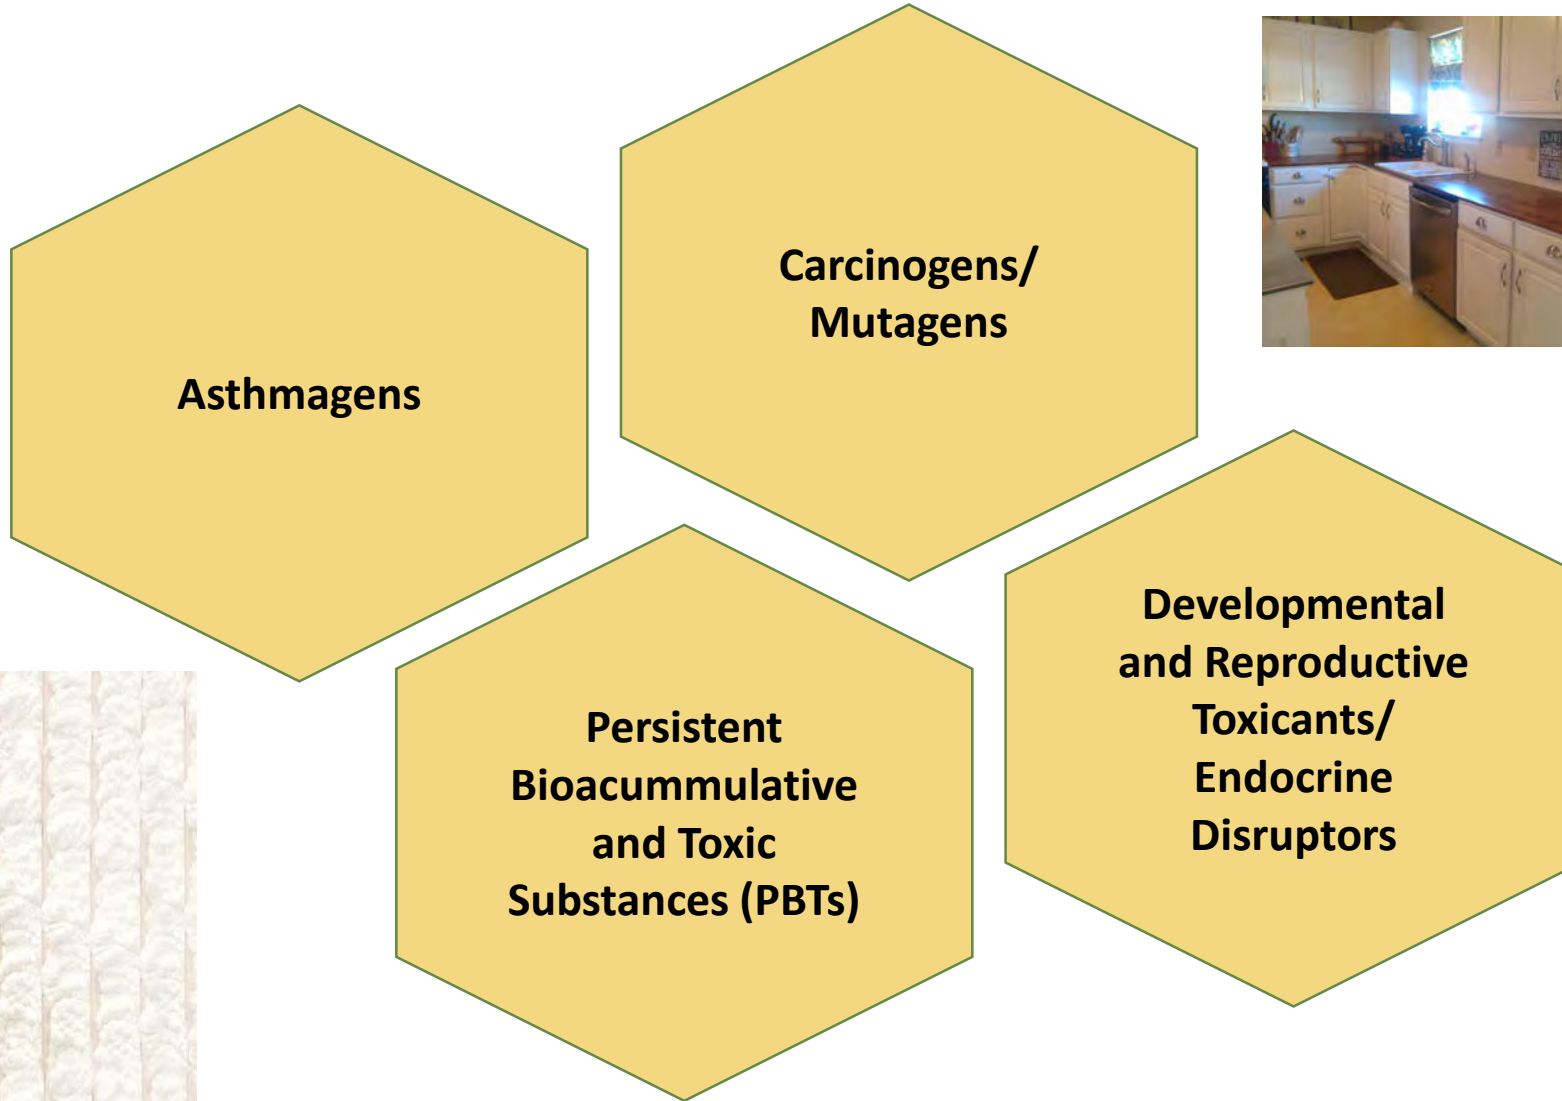 Asthmagens
Carcinogens/
Mutagens
Persistent
Bioacummulative
and Toxic
Substances (PBTs)
Developmental
and Reproductive
Toxicants/
Endocrine
Disruptors